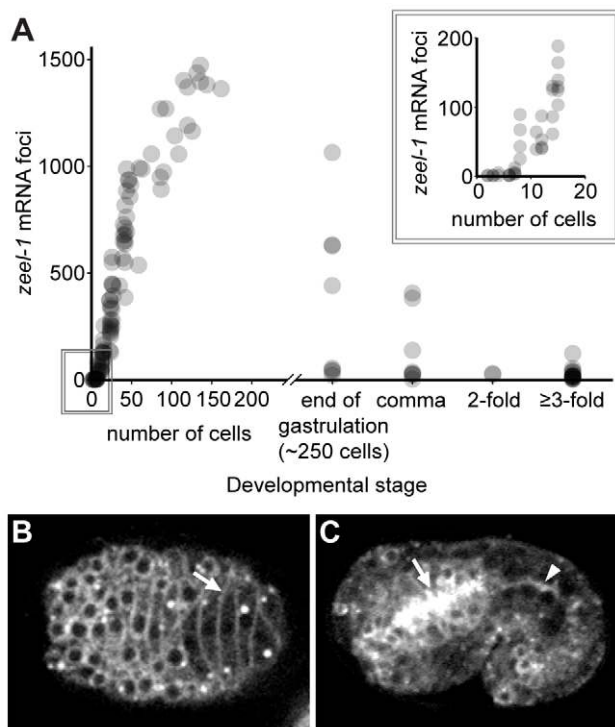 A
zeel-1 mRNA foci
1500
1000
500
0
0 50 100 150 200
number of cells
end of gastrulation (~250 cells)
comma
2-fold
≥3-fold
Developmental stage
zeel-1 mRNA foci
200
100
0
0 10 20
number of cells
B
C